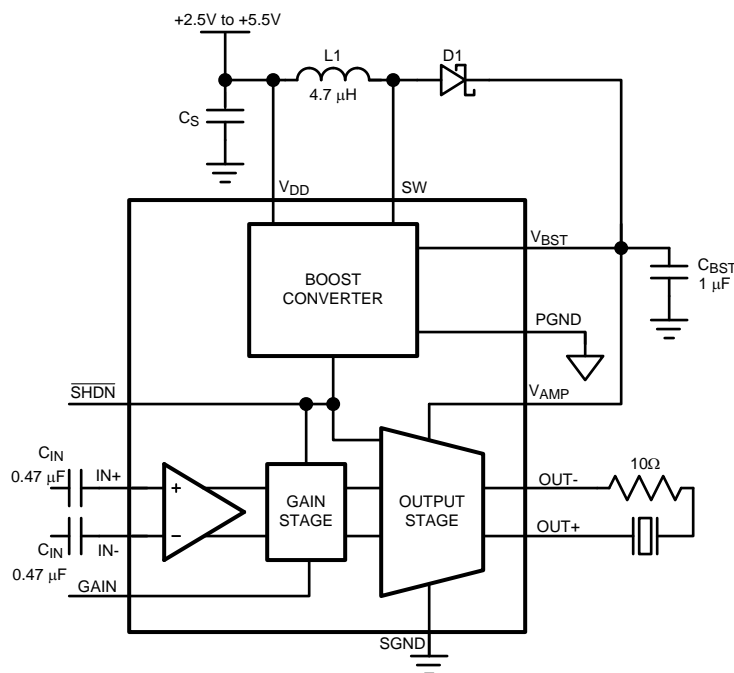 +2.5V to +5.5V
L1
4.7 μH
D1
CS
VDD
SW
BOOST
CONVERTER
VBST
CBST
1 μF
PGND
SHDN
VAMP
CIN
0.47 μF
IN+
+
GAIN
STAGE
OUTPUT
STAGE
OUT-
10Ω
OUT+
−
CIN
IN-
0.47 μF
GAIN
SGND